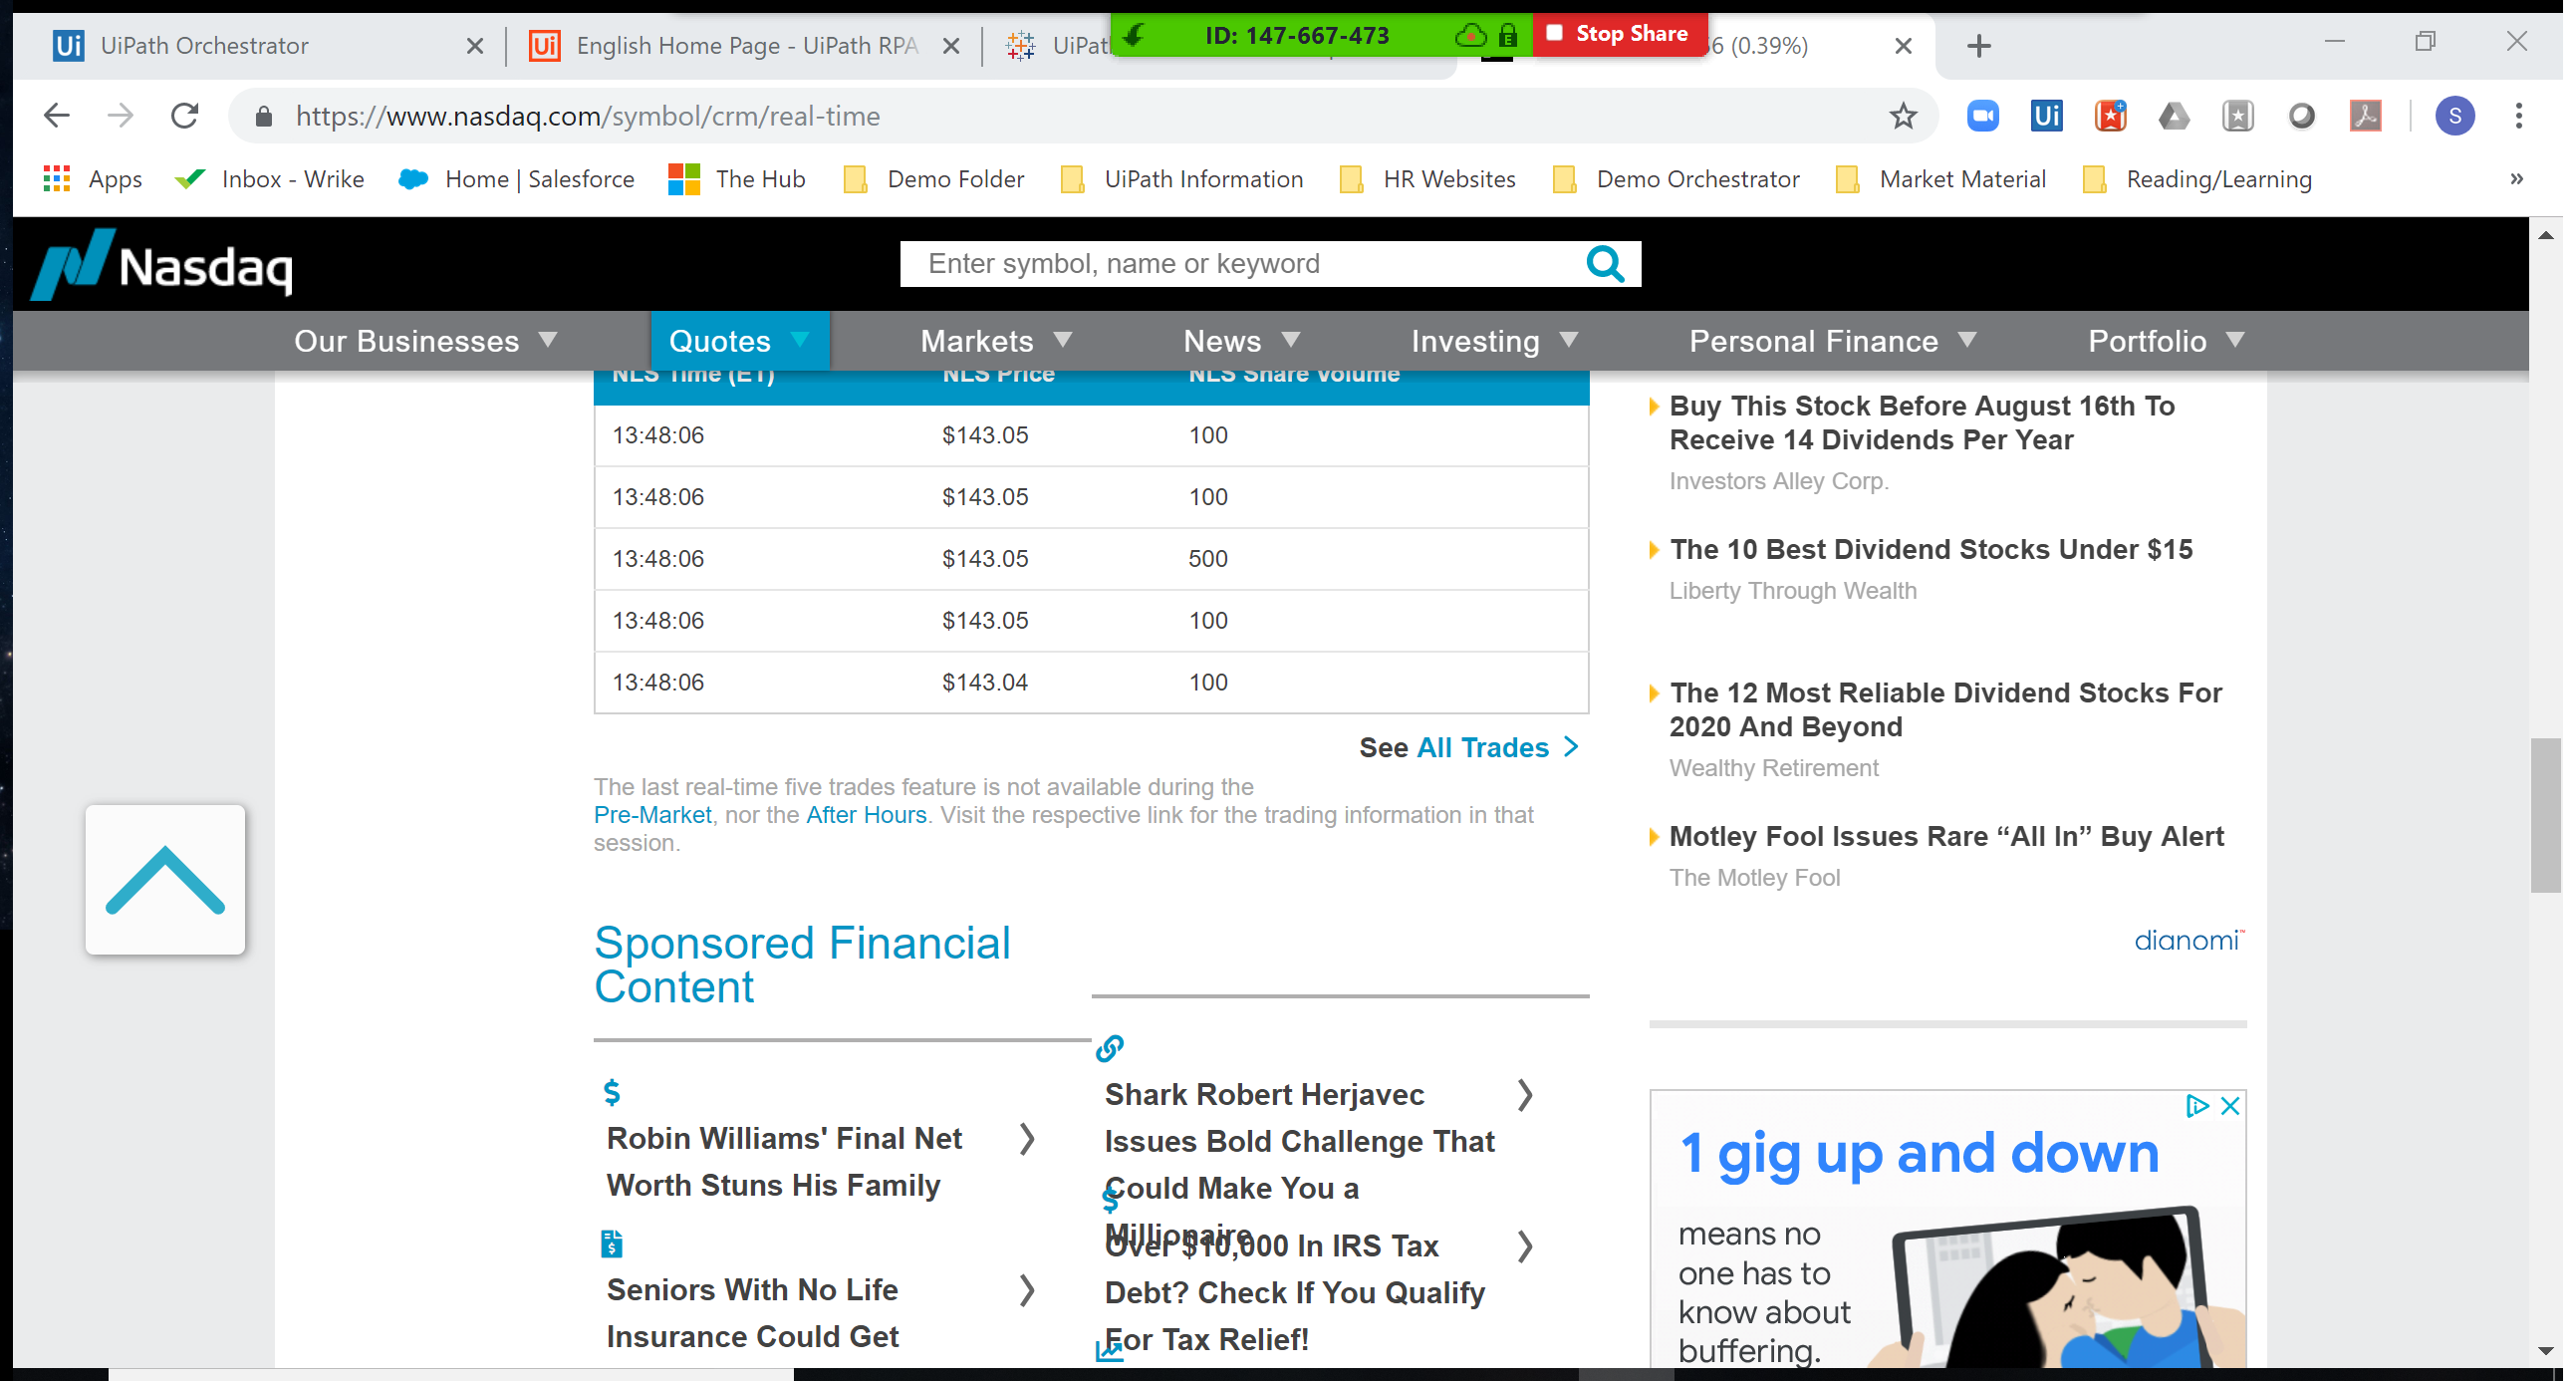 UiPath Orchestrator
English Home Page - UiPath RPA
UiPat
ID: 147-667-473
Stop Share
6 (0.39%)
https://www.nasdaq.com/symbol/crm/real-time
S
Apps
Inbox - Wrike
Home | Salesforce
The Hub
Demo Folder
UiPath Information
HR Websites
Demo Orchestrator
Market Material
Reading/Learning
»
Nasdaq
Enter symbol, name or keyword
Our Businesses
Quotes
Markets
News
Investing
Personal Finance
Portfolio
NLS Time (ET) NLS Price NLS Share Volume
13:48:06 $143.05 100
13:48:06 $143.05 100
13:48:06 $143.05 500
13:48:06 $143.05 100
13:48:06 $143.04 100
See All Trades
The last real-time five trades feature is not available during the
Pre-Market, nor the After Hours. Visit the respective link for the trading information in that
session.
Sponsored Financial
Content
Robin Williams' Final Net
Worth Stuns His Family
Seniors With No Life
Insurance Could Get
Shark Robert Herjavec
Issues Bold Challenge That
Could Make You a
Millionaire
Over $10,000 In IRS Tax
Debt? Check If You Qualify
For Tax Relief!
Buy This Stock Before August 16th To
Receive 14 Dividends Per Year
Investors Alley Corp.
The 10 Best Dividend Stocks Under $15
Liberty Through Wealth
The 12 Most Reliable Dividend Stocks For
2020 And Beyond
Wealthy Retirement
Motley Fool Issues Rare “All In” Buy Alert
The Motley Fool
dianomi™
1 gig up and down
means no
one has to
know about
buffering.